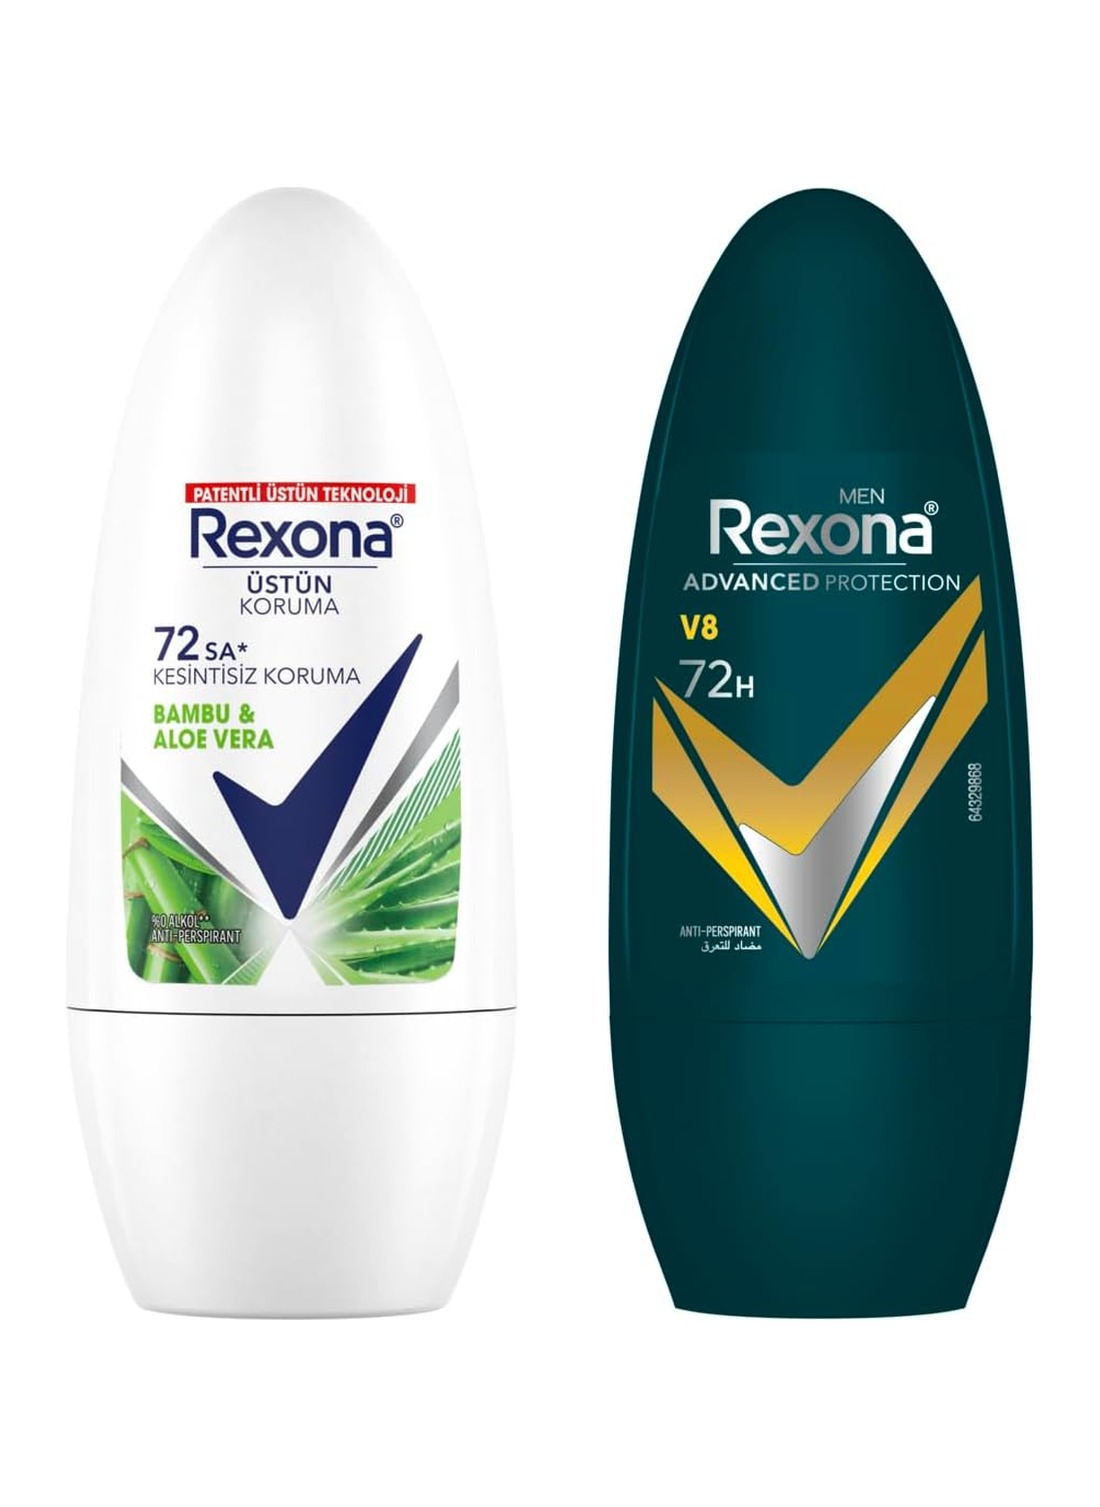 PATENTLİ ÜSTÜN TEKNOLOJİ
Rexona®
ÜSTÜN
KORUMA
72 SA*
KESİNTİSİZ KORUMA
BAMBU &
ALOE VERA
%0 ALKOL**
ANTI-PERSPIRANT
MEN
Rexona®
ADVANCED PROTECTION
V8
72H
64329868
ANTI-PERSPIRANT
مضاد للتعرق